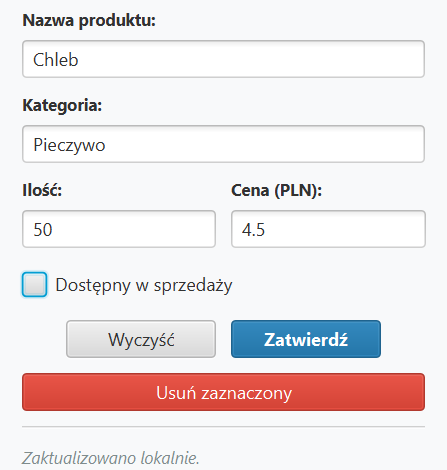 Nazwa produktu:
Chleb
Kategoria:
Pieczywo
Ilość: Cena (PLN):
50 4.5
Dostępny w sprzedaży
Wyczyść Zatwierdź
Usuń zaznaczony
Zaktualizowano lokalnie.